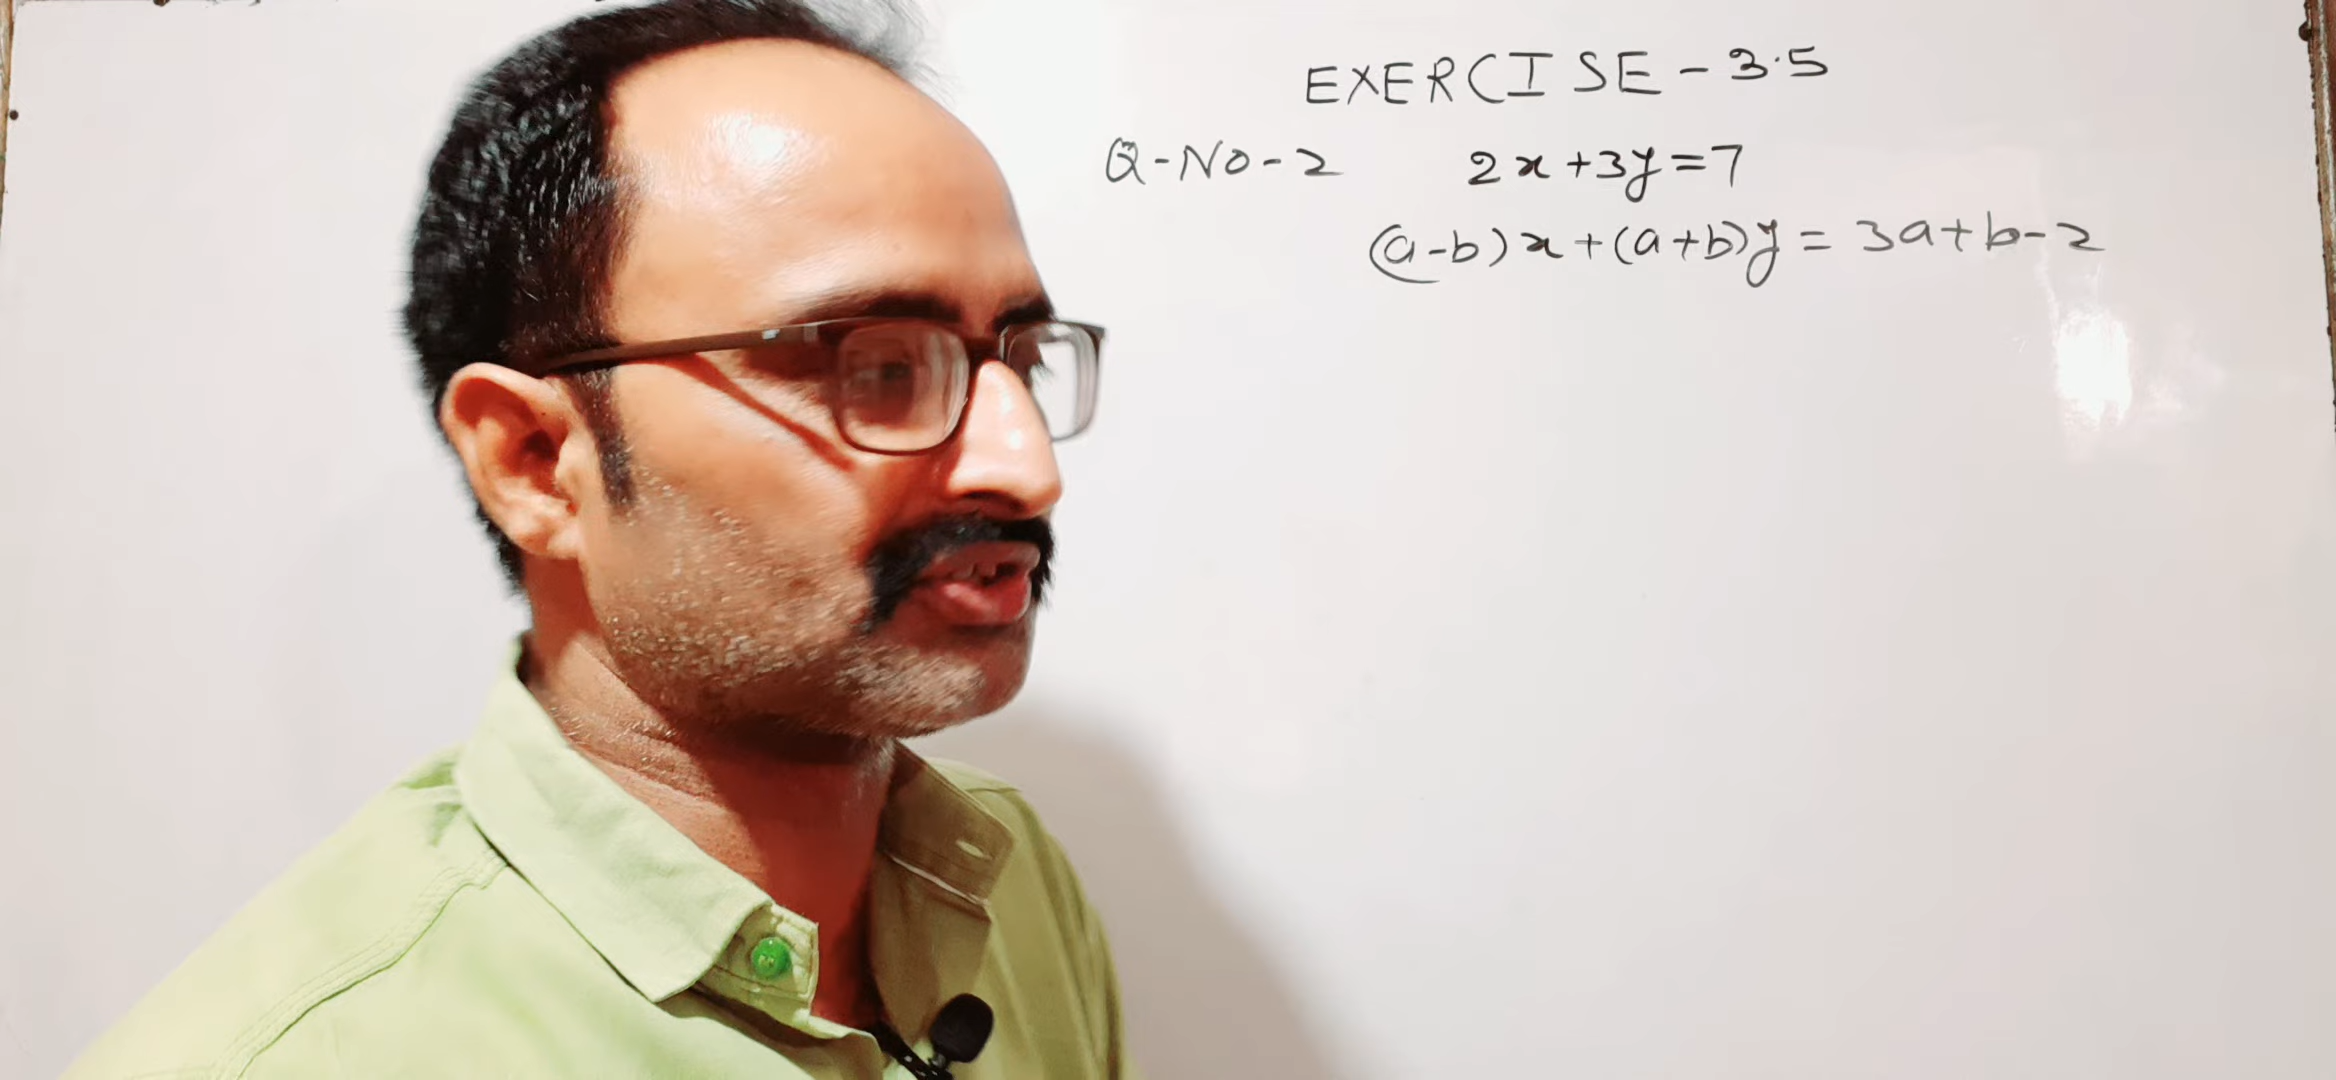 EXERCISE - 3.5
Q-NO-2 2x+3y=7
(a-b)x+(a+b)y = 3a+b-2